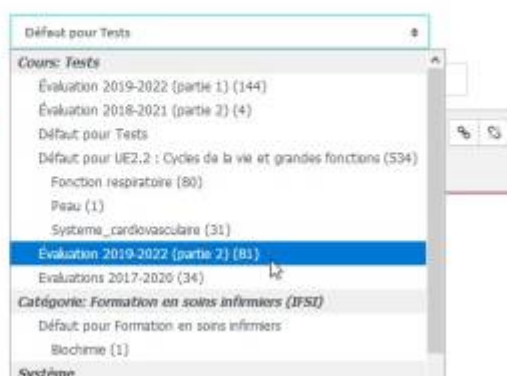 Défaut pour Tests
Cours: Tests
Évaluation 2019-2022 (partie 1) (144)
Évaluation 2018-2021 (partie 2) (4)
Défaut pour Tests
Défaut pour UE2.2 : Cycles de la vie et grandes fonctions (534)
Fonction respiratoire (80)
Peau (1)
Systeme_cardiovasculaire (31)
Évaluation 2019-2022 (partie 2) (81)
Evaluations 2017-2020 (34)
Catégorie: Formation en soins infirmiers (IFSI)
Défaut pour Formation en soins infirmiers
Biochimie (1)
Système